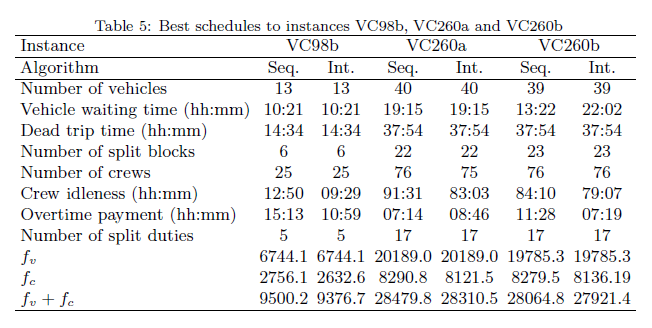 Table 5: Best schedules to instances VC98b, VC260a and VC260b
Instance VC98b VC260a VC260b
Algorithm Seq. Int. Seq. Int. Seq. Int.
Number of vehicles 13 13 40 40 39 39
Vehicle waiting time (hh:mm) 10:21 10:21 19:15 19:15 13:22 22:02
Dead trip time (hh:mm) 14:34 14:34 37:54 37:54 37:54 37:54
Number of split blocks 6 6 22 22 23 23
Number of crews 25 25 76 75 76 76
Crew idleness (hh:mm) 12:50 09:29 91:31 83:03 84:10 79:07
Overtime payment (hh:mm) 15:13 10:59 07:14 08:46 11:28 07:19
Number of split duties 5 5 17 17 17 17
f_v 6744.1 6744.1 20189.0 20189.0 19785.3 19785.3
f_c 2756.1 2632.6 8290.8 8121.5 8279.5 8136.19
f_v + f_c 9500.2 9376.7 28479.8 28310.5 28064.8 27921.4